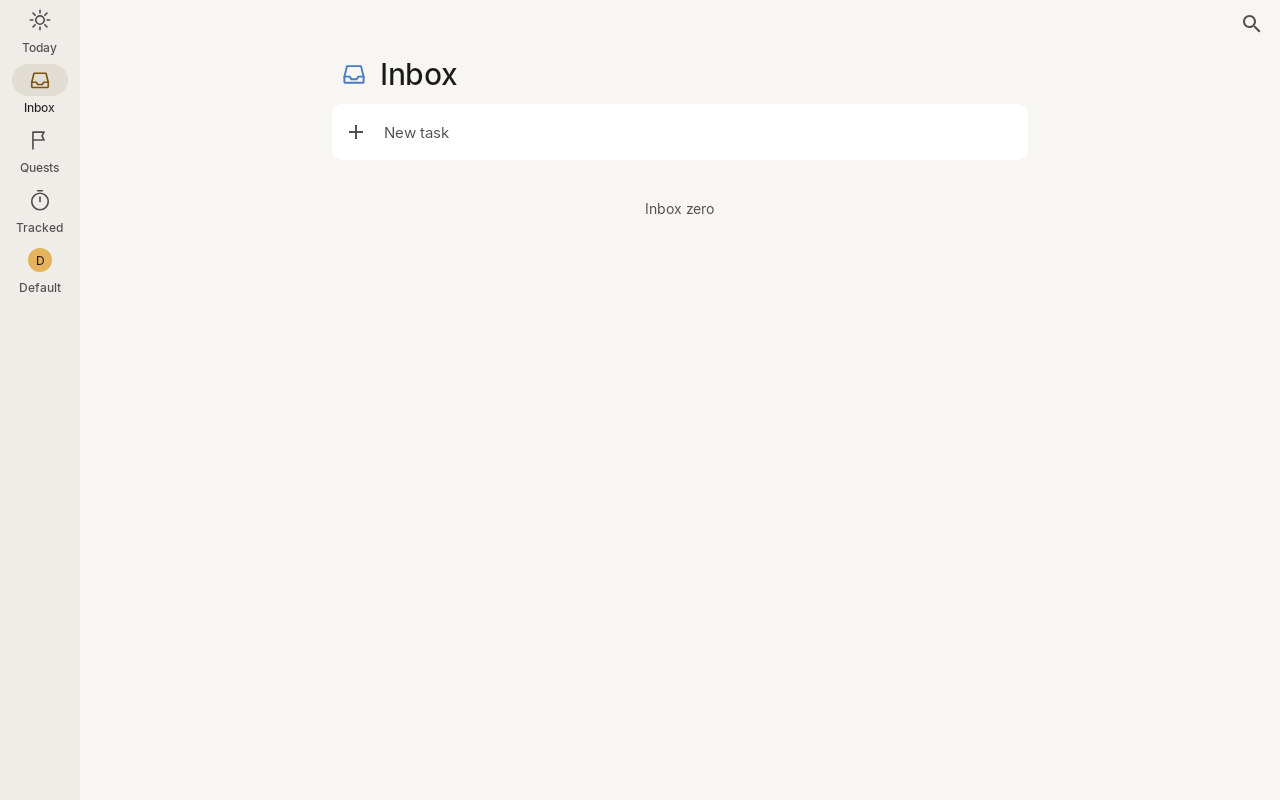 Today
Inbox
Quests
Tracked
D
Default
Inbox
New task
Inbox zero